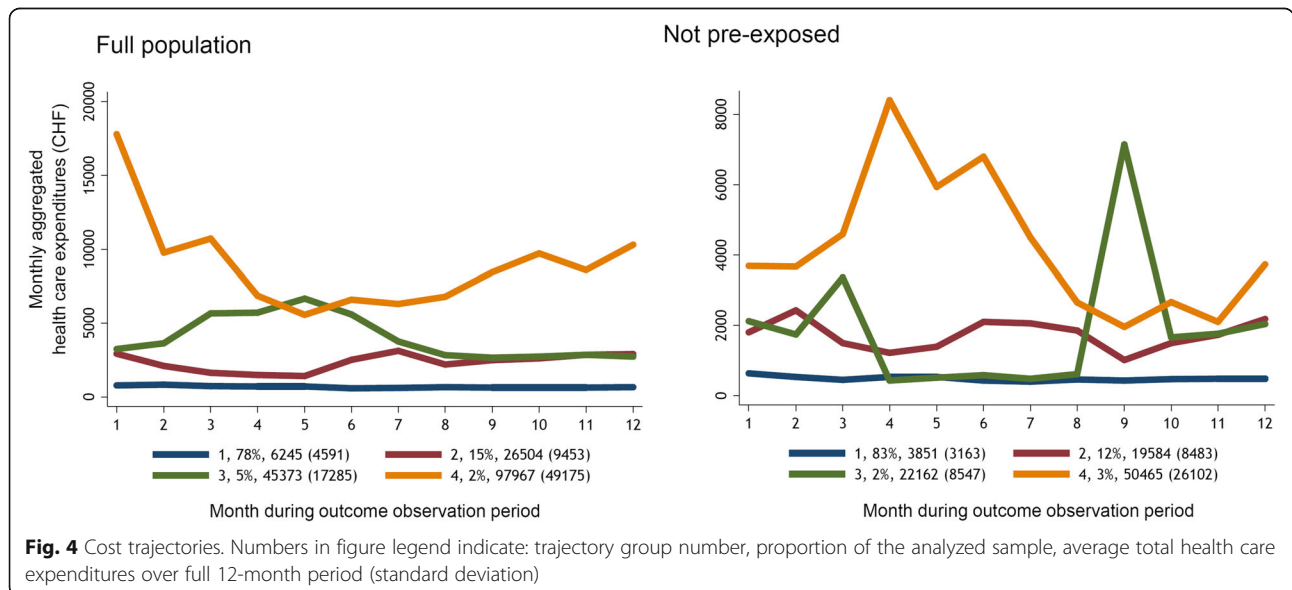 Full population
Monthly aggregated
health care expenditures (CHF)
20000
15000
10000
5000
0
1 2 3 4 5 6 7 8 9 10 11 12
1, 78%, 6245 (4591) 2, 15%, 26504 (9453)
3, 5%, 45373 (17285) 4, 2%, 97967 (49175)
Month during outcome observation period
Not pre-exposed
8000
6000
4000
2000
0
1 2 3 4 5 6 7 8 9 10 11 12
1, 83%, 3851 (3163) 2, 12%, 19584 (8483)
3, 2%, 22162 (8547) 4, 3%, 50465 (26102)
Month during outcome observation period
Fig. 4 Cost trajectories. Numbers in figure legend indicate: trajectory group number, proportion of the analyzed sample, average total health care
expenditures over full 12-month period (standard deviation)